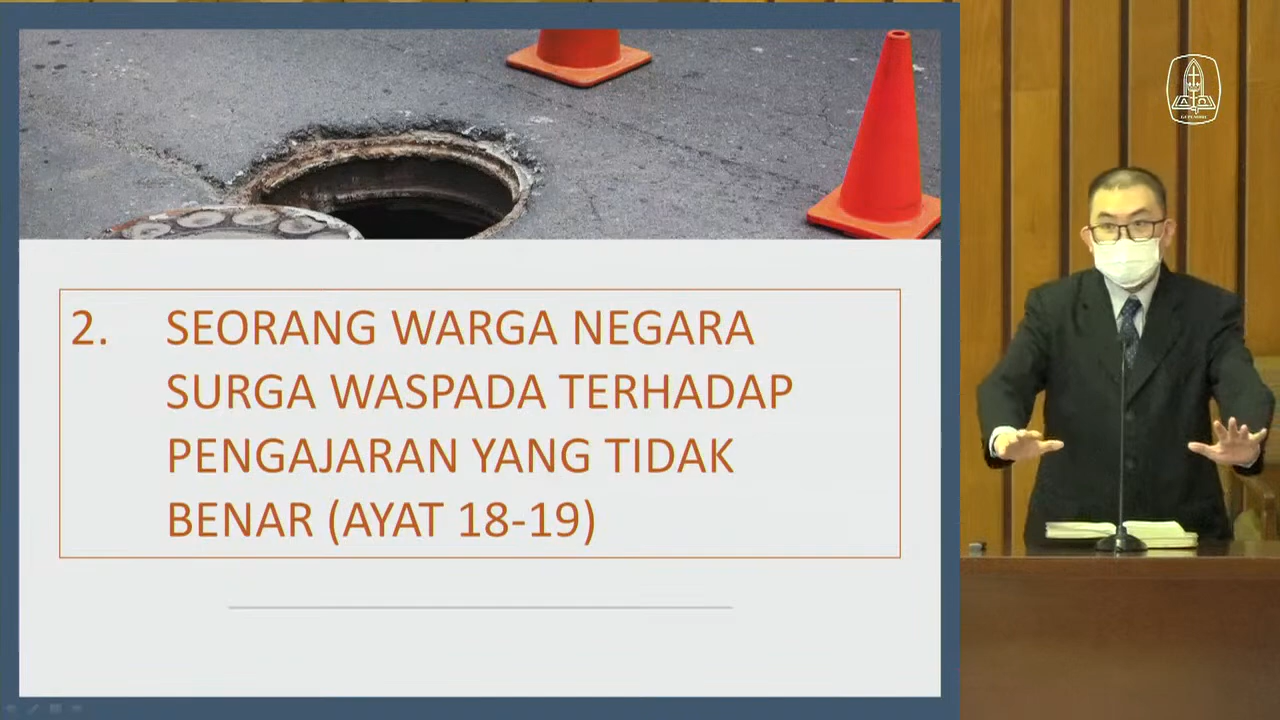 2. SEORANG WARGA NEGARA
SURGA WASPADA TERHADAP
PENGAJARAN YANG TIDAK
BENAR (AYAT 18-19)